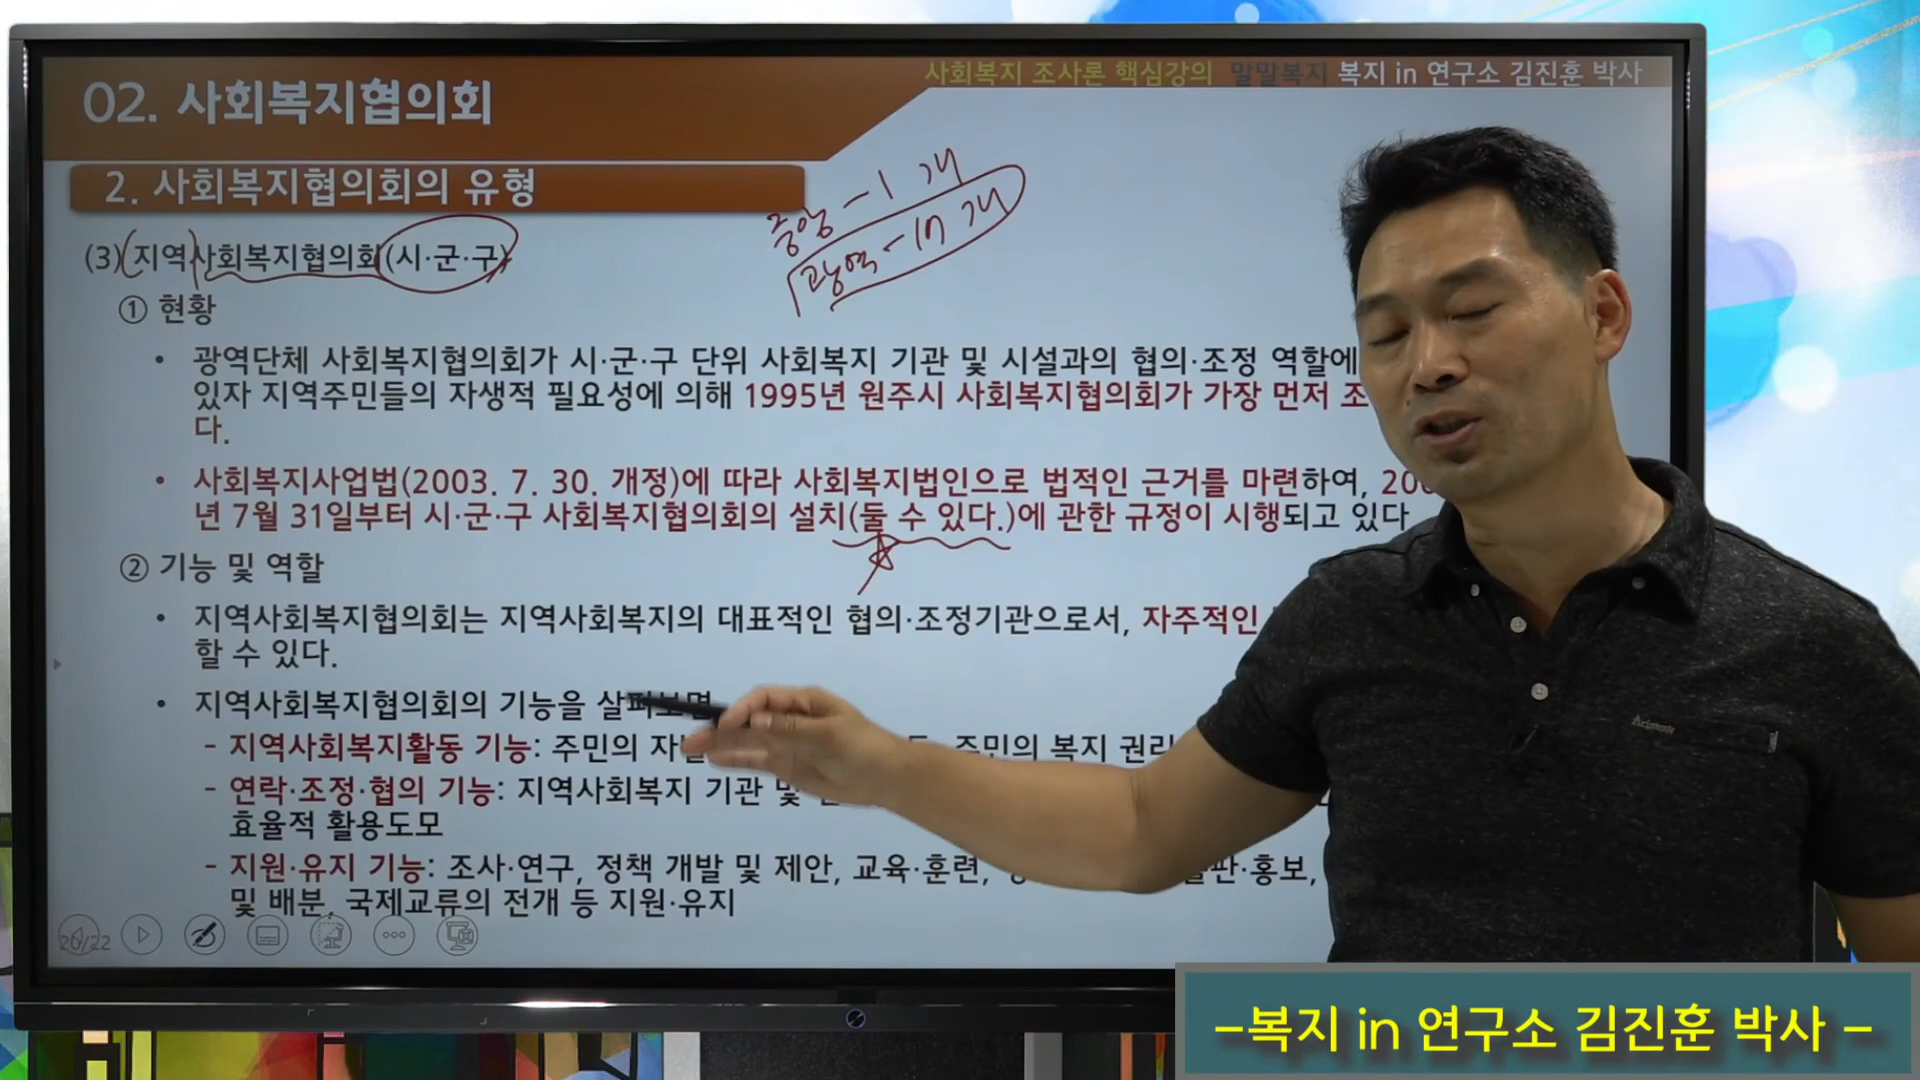 사회복지 조사론 핵심강의 말말복지 복지 in 연구소 김진훈 박사
02. 사회복지협의회
2. 사회복지협의회의 유형
중앙 - 1 개
광역 - 17 개
(3) 지역사회복지협의회(시·군·구)
① 현황
• 광역단체 사회복지협의회가 시·군·구 단위 사회복지 기관 및 시설과의 협의·조정 역할에
있자 지역주민들의 자생적 필요성에 의해 1995년 원주시 사회복지협의회가 가장 먼저 조
다.
• 사회복지사업법(2003. 7. 30. 개정)에 따라 사회복지법인으로 법적인 근거를 마련하여,
년 7월 31일부터 시·군·구 사회복지협의회의 설치(둘 수 있다.)에 관한 규정이 시행되고 있다
② 기능 및 역할
• 지역사회복지협의회는 지역사회복지의 대표적인 협의·조정기관으로서, 자주적인
할 수 있다.
• 지역사회복지협의회의 기능을 살펴보면
- 지역사회복지활동 기능: 주민의 주민의 복지 권리
- 연락·조정·협의 기능: 지역사회복지 기관 및
효율적 활용도모
- 지원·유지 기능: 조사·연구, 정책 개발 및 제안, 교육·훈련, 출판·홍보,
및 배분, 국제교류의 전개 등 지원·유지
20/22
-복지 in 연구소 김진훈 박사 -